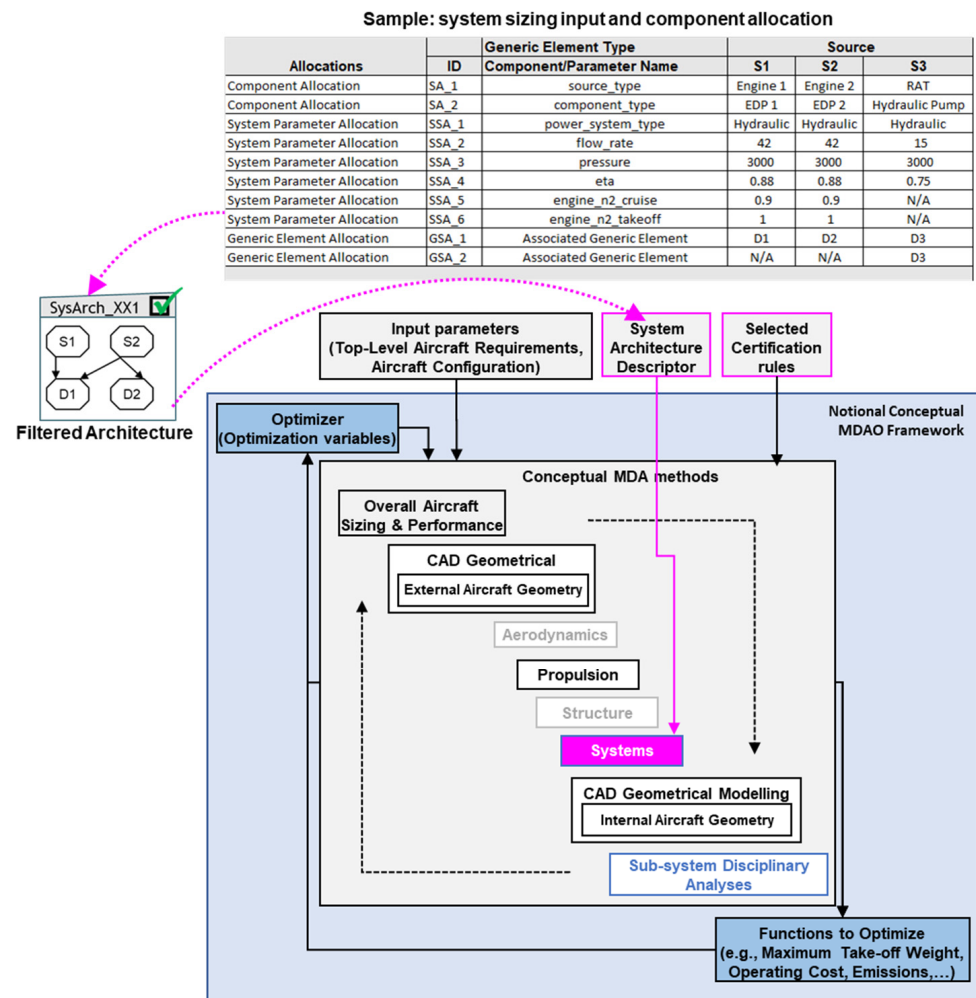 Sample: system sizing input and component allocation
Generic Element Type Source
Allocations ID Component/Parameter Name S1 S2 S3
Component Allocation SA_1 source_type Engine 1 Engine 2 RAT
Component Allocation SA_2 component_type EDP 1 EDP 2 Hydraulic Pump
System Parameter Allocation SSA_1 power_system_type Hydraulic Hydraulic Hydraulic
System Parameter Allocation SSA_2 flow_rate 42 42 15
System Parameter Allocation SSA_3 pressure 3000 3000 3000
System Parameter Allocation SSA_4 eta 0.88 0.88 0.75
System Parameter Allocation SSA_5 engine_n2_cruise 0.9 0.9 N/A
System Parameter Allocation SSA_6 engine_n2_takeoff 1 1 N/A
Generic Element Allocation GSA_1 Associated Generic Element D1 D2 D3
Generic Element Allocation GSA_2 Associated Generic Element N/A N/A D3
SysArch_XX1
S1 S2
D1 D2
Filtered Architecture
Input parameters
(Top-Level Aircraft Requirements,
Aircraft Configuration)
System
Architecture
Descriptor
Selected
Certification
rules
Optimizer
(Optimization variables)
Notional Conceptual
MDAO Framework
Conceptual MDA methods
Overall Aircraft
Sizing & Performance
CAD Geometrical
External Aircraft Geometry
Aerodynamics
Propulsion
Structure
Systems
CAD Geometrical Modelling
Internal Aircraft Geometry
Sub-system Disciplinary
Analyses
Functions to Optimize
(e.g., Maximum Take-off Weight,
Operating Cost, Emissions,...)